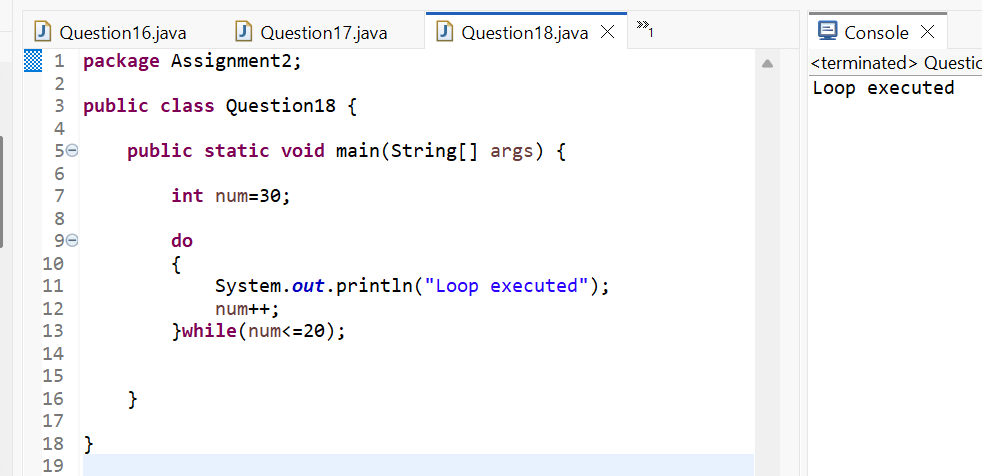 Question16.java Question17.java Question18.java »1
1 package Assignment2;
2
3 public class Question18 {
4
5 public static void main(String[] args) {
6
7 int num=30;
8
9 do
10 {
11 System.out.println("Loop executed");
12 num++;
13 }while(num<=20);
14
15
16 }
17
18 }
19
Console
<terminated> Questio
Loop executed